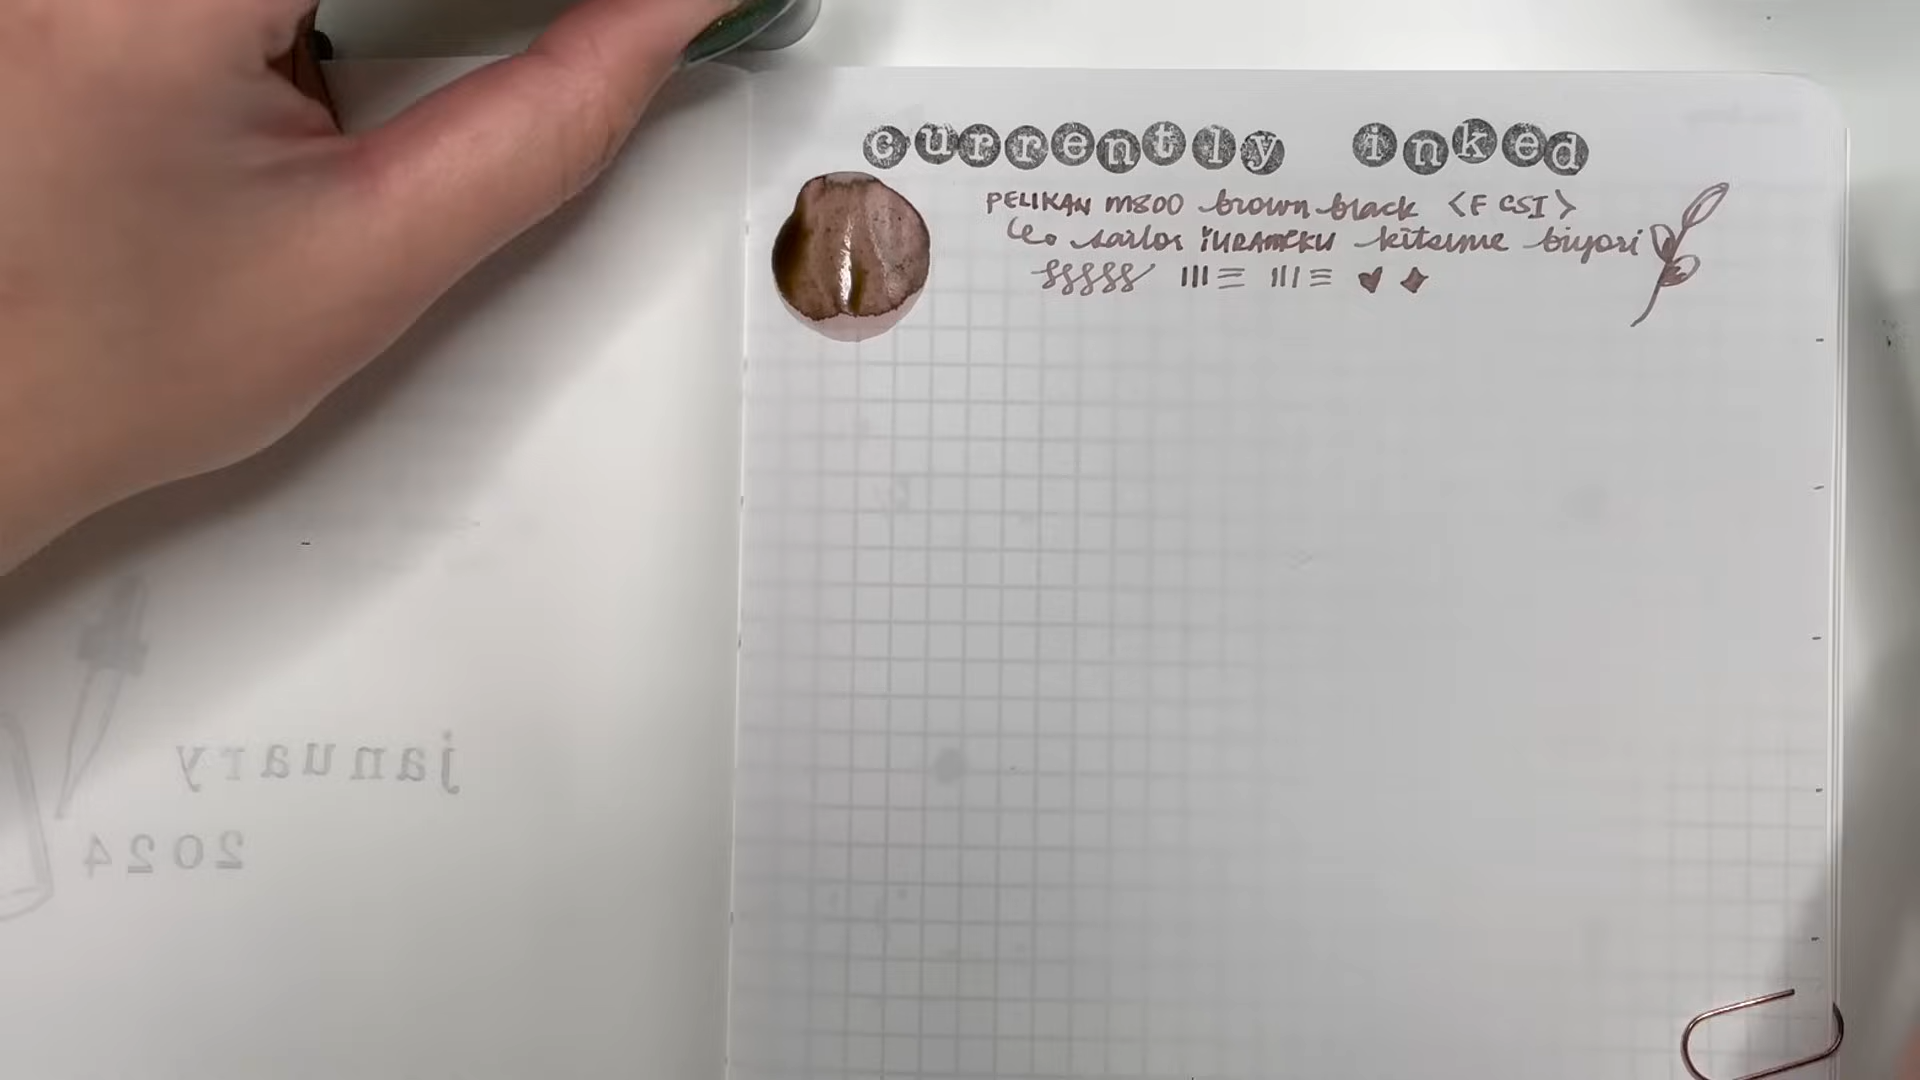 currently inked
PELIKAN m800 brown black <F CSI>
sailor YURAMEKU kitsune biyori
january
2024